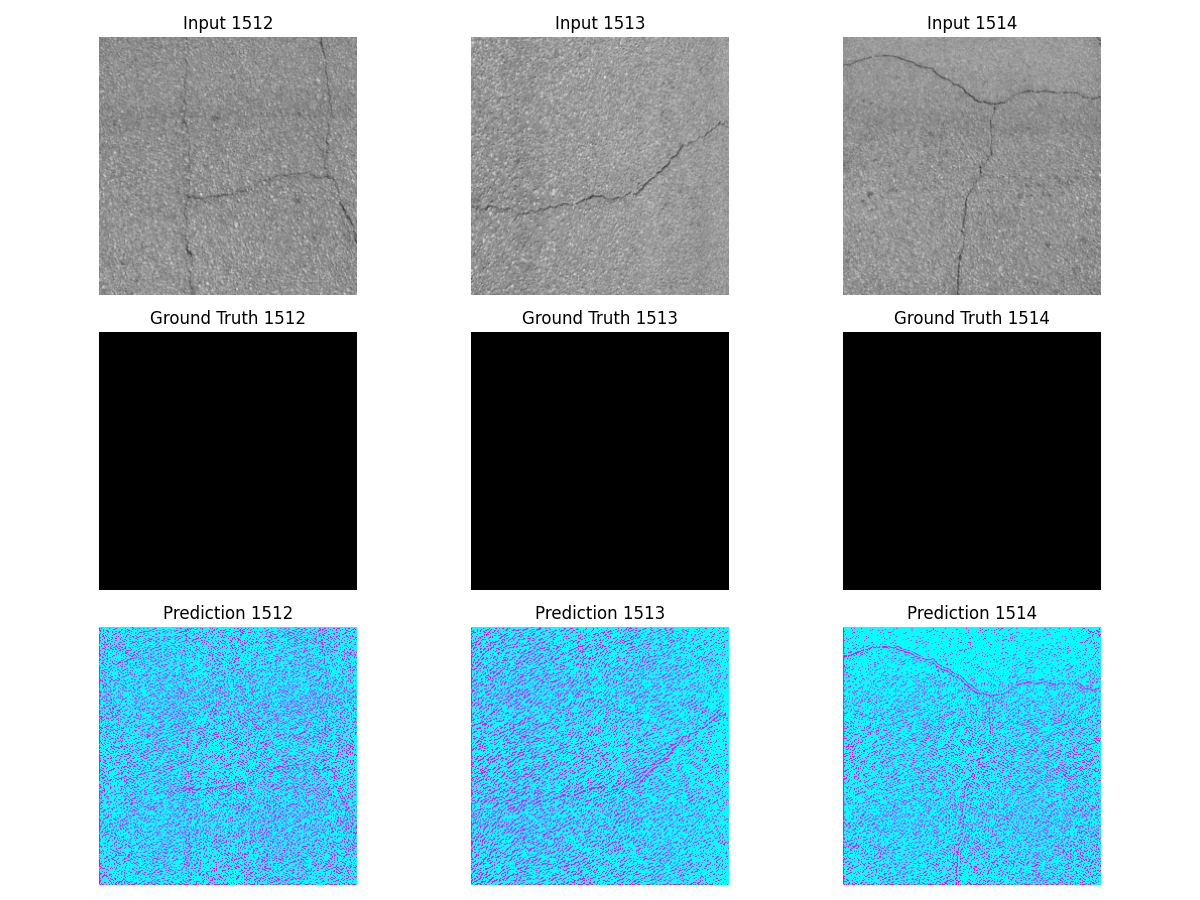 Input 1512
Input 1513
Input 1514
Ground Truth 1512
Ground Truth 1513
Ground Truth 1514
Prediction 1512
Prediction 1513
Prediction 1514